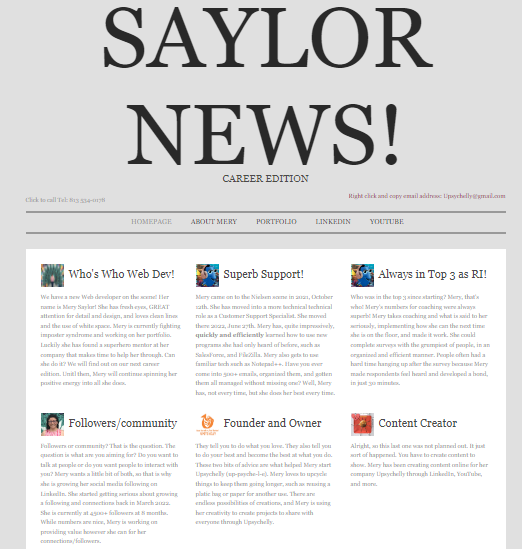 SAYLOR
NEWS!
CAREER EDITION
Click to call Tel: 813 334-0176
Right click and copy email address: Upsychelly@gmail.com
HOMEPAGE ABOUT MERY PORTFOLIO LINKEDIN YOUTUBE
Who's Who Web Dev!
We have a new Web developer on the scene! Her
name is Mery Saylor! She has fresh eyes, GREAT
attention for detail and design, and loves clean lines
and the use of white space. Mery is currently fighting
imposter syndrome and working on her portfolio.
Luckily she has found a superhero mentor at her
company that makes time to help her through. Can
she do it? We will find out on our next career
edition. Until then, Mery will continue spinning her
positive energy into all she does.
Superb Support!
Mery came on to the Nielsen scene in 2021, October
12th. She has moved into a more technical technical
role as a Customer Support Specialist. She moved
there 2022, June 27th. Mery has, quite impressively,
quickly and efficiently learned how to use new
programs she had only heard of before, such as
SalesForce, and FileZilla. Mery also gets to use
familiar tech such as Notepad++. Have you ever
come into 500+ emails, organized them, and gotten
them all managed without missing one? Well, Mery
has, not every time, but she does her best every time.
Always in Top 3 as RI!
Who was in the top 3 since starting? Mery, that's
who! Mery's numbers for coaching were always
superb! Mery takes coaching and what is said to her
seriously, implementing how she can the next time
she is on the floor, and made it work. She could
complete surveys with the grumpiest of people, in an
organized and efficient manner. People often had a
hard time hanging up after the survey because Mery
made respondents feel heard and developed a bond,
in just 30 minutes.
Followers/community
Followers or community? That is the question. The
question is what are you aiming for? Do you want to
talk at people or do you want people to interact with
you? Mery wants a little bit of both, so that is why
she is growing her social media following on
LinkedIn. She started getting serious about growing
a following and connections back in March 2022.
She is currently at 4500+ followers at 8 months.
While numbers are nice, Mery is working on
providing value however she can for her
connections/followers.
Founder and Owner
They tell you to do what you love. They also tell you
to do your best and become the best at what you do.
These two bits of advice are what helped Mery start
Upsychelly (up-psyche-l-e). Mery loves to upcycle
things to keep them going longer, such as reusing a
plastic bag or paper for another use. There are
endless possibilities of creations, and Mery is using
her creativity to create projects to share with
everyone through Upsychelly.
Content Creator
Alright, so this last one was not planned out. It just
sort of happened. You have to create content to
show. Mery has been creating content online for her
company Upsychelly through LinkedIn, YouTube,
and more.